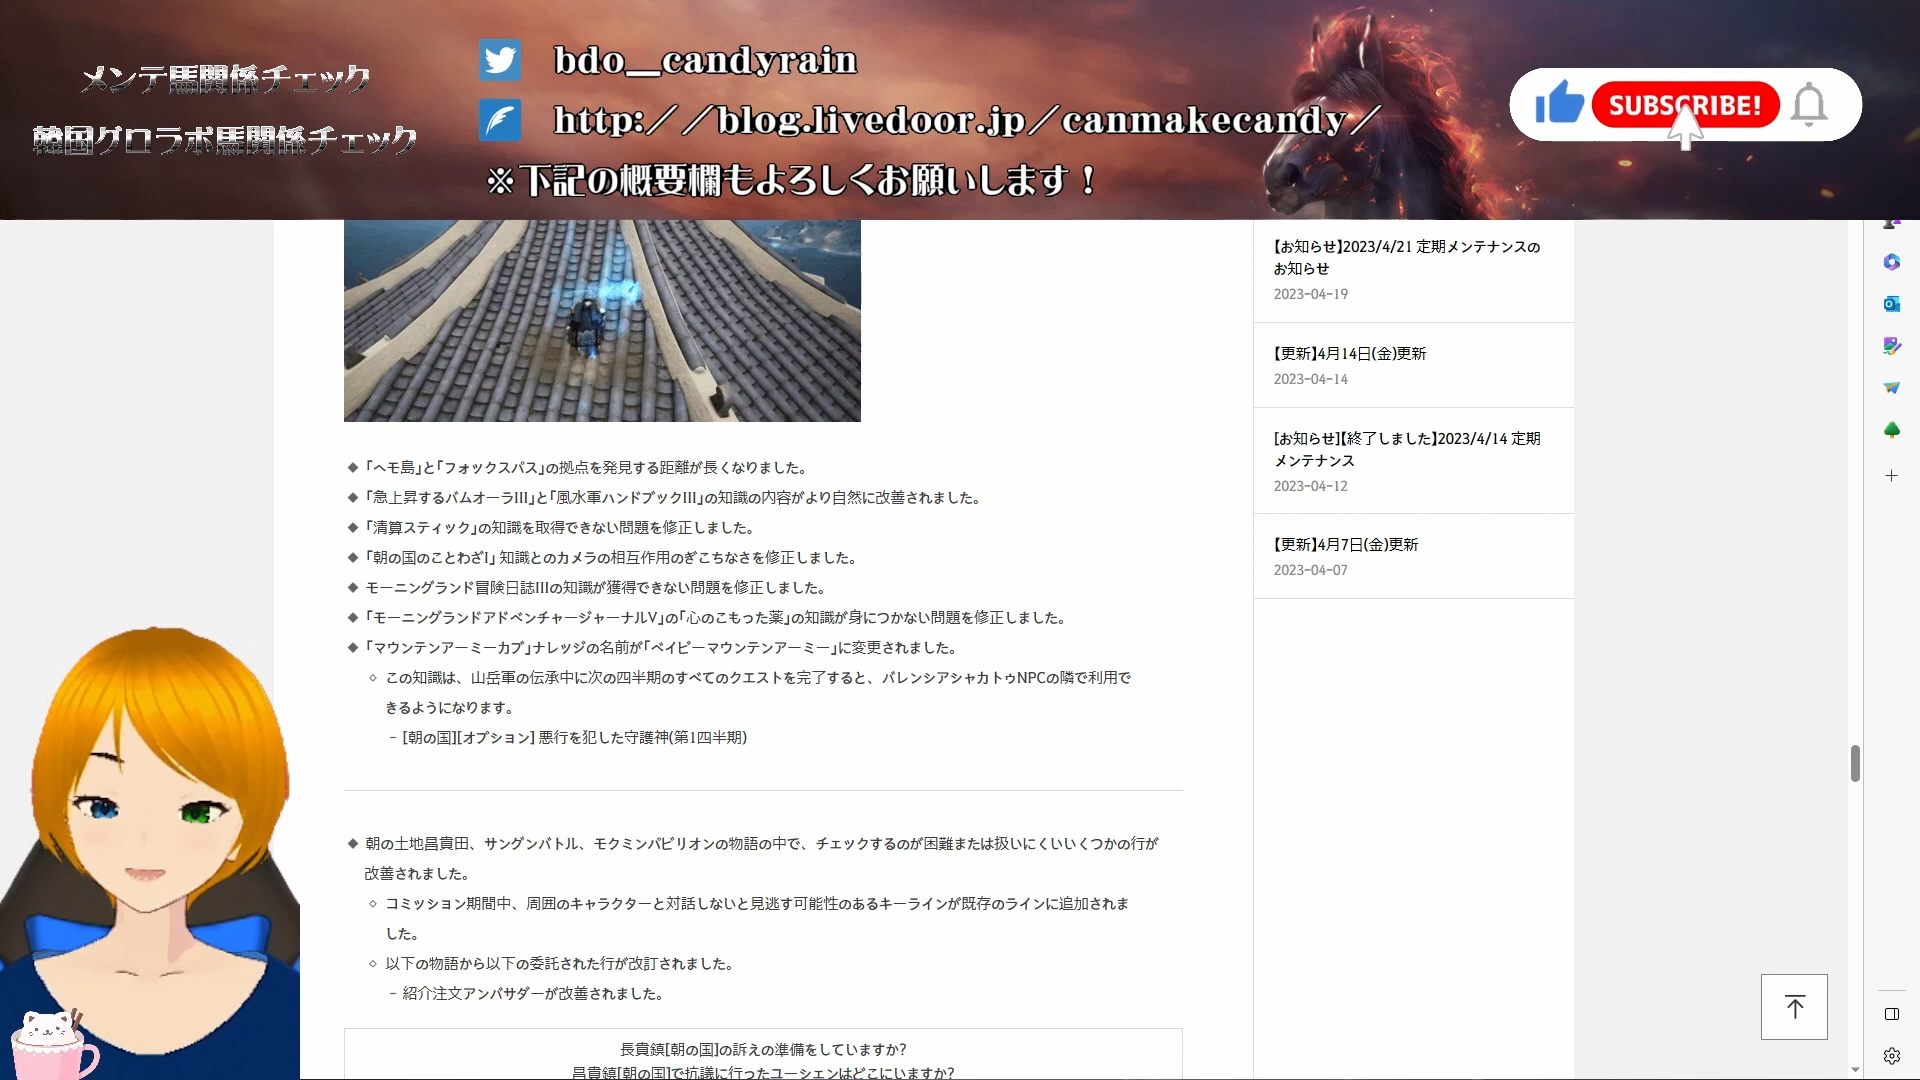 メンテ馬関係チェック
韓国グロラボ馬関係チェック
bdo__candyrain
http://blog.livedoor.jp/canmakecandy/
※下記の概要欄もよろしくお願いします！
SUBSCRIBE!
◆「ヘモ島」と「フォックスパス」の拠点を発見する距離が長くなりました。
◆「急上昇するバムオーラIII」と「風水軍ハンドブックIII」の知識の内容がより自然に改善されました。
◆「清算スティック」の知識を取得できない問題を修正しました。
◆「朝の国のことわざI」 知識とのカメラの相互作用のぎこちなさを修正しました。
◆ モーニングランド冒険日誌IIIの知識が獲得できない問題を修正しました。
◆「モーニングランドアドベンチャージャーナルV」の「心のこもった薬」の知識が身につかない問題を修正しました。
◆「マウンテンアーミーカブ」ナレッジの名前が「ベイビーマウンテンアーミー」に変更されました。
◇ この知識は、山岳軍の伝承中に次の四半期のすべてのクエストを完了すると、バレンシアシャカトゥNPCの隣で利用で
きるようになります。
- [朝の国][オプション] 悪行を犯した守護神(第1四半期)
◆ 朝の土地昌貴田、サングンバトル、モクミンパビリオンの物語の中で、チェックするのが困難または扱いにくいいくつかの行が
改善されました。
◇ コミッション期間中、周囲のキャラクターと対話しないと見逃す可能性のあるキーラインが既存のラインに追加されま
した。
◇ 以下の物語から以下の委託された行が改訂されました。
- 紹介注文アンバサダーが改善されました。
長貴鎮[朝の国]の訴えの準備をしていますか?
昌貴鎮[朝の国]で抗議に行ったユーシェンはどこにいますか?
【お知らせ】2023/4/21 定期メンテナンスの
お知らせ
2023-04-19
【更新】4月14日(金)更新
2023-04-14
[お知らせ]【終了しました】2023/4/14 定期
メンテナンス
2023-04-12
【更新】4月7日(金)更新
2023-04-07